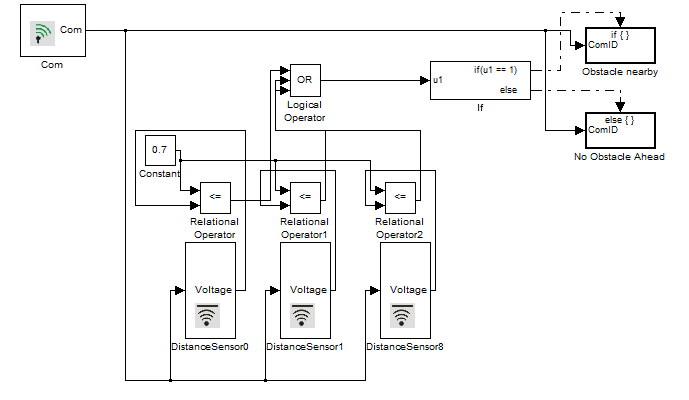 Com
Com
if { }
ComID
Obstacle nearby
OR
Logical
Operator
u1
if(u1 == 1)
else
If
else { }
ComID
No Obstacle Ahead
0.7
Constant
<=
Relational
Operator
<=
Relational
Operator1
<=
Relational
Operator2
Voltage
DistanceSensor0
Voltage
DistanceSensor1
Voltage
DistanceSensor8